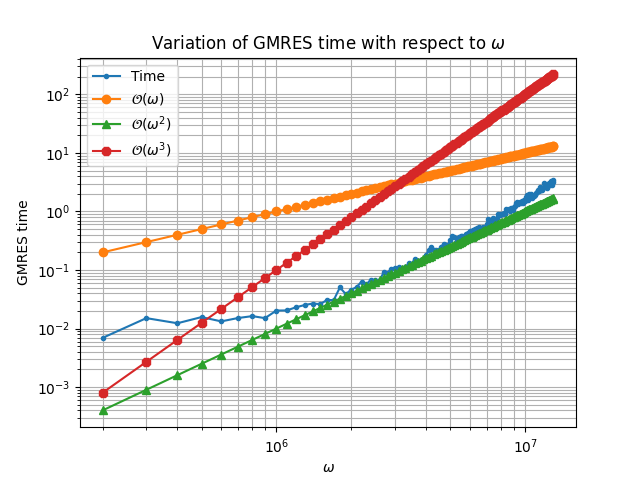 Variation of GMRES time with respect to ω
Time
𝒪(ω)
𝒪(ω²)
𝒪(ω³)
GMRES time
10²
10¹
10⁰
10⁻¹
10⁻²
10⁻³
10⁶ 10⁷
ω